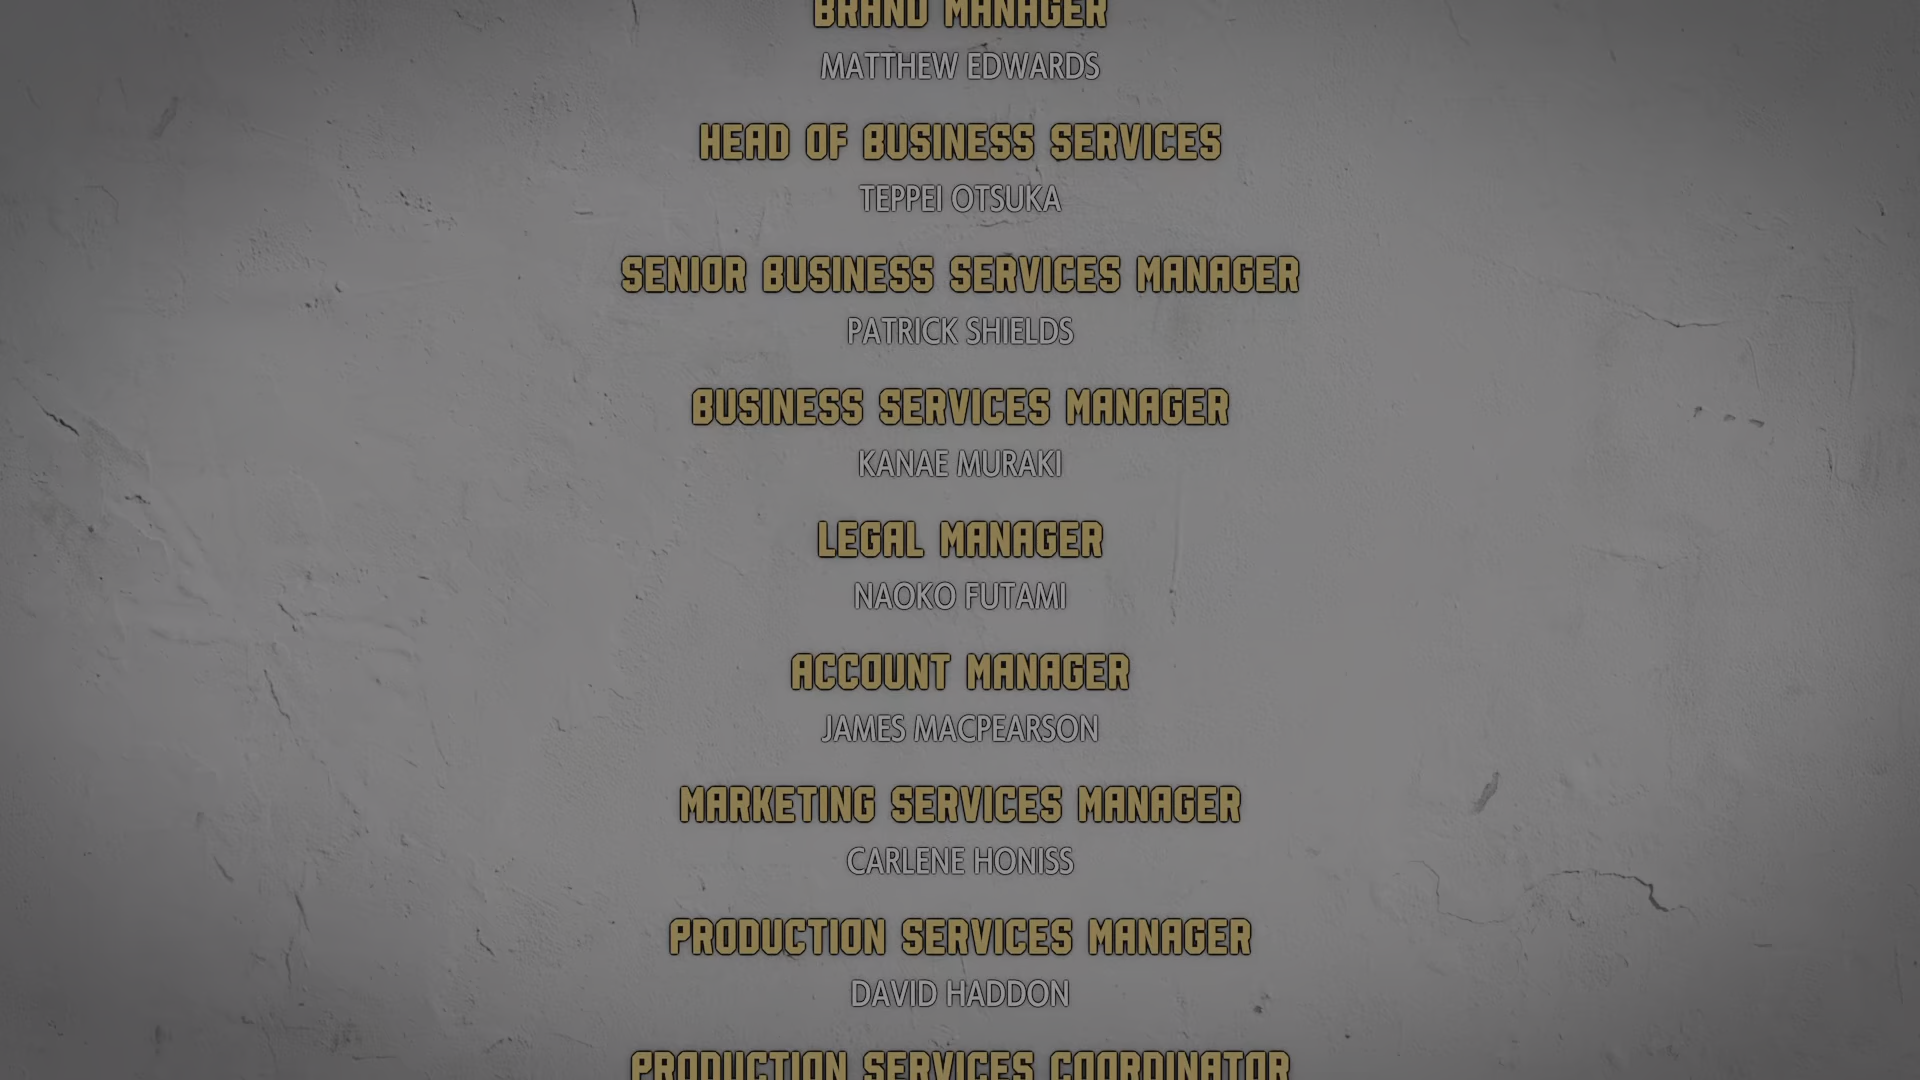 BRAND MANAGER
MATTHEW EDWARDS
HEAD OF BUSINESS SERVICES
TEPPEI OTSUKA
SENIOR BUSINESS SERVICES MANAGER
PATRICK SHIELDS
BUSINESS SERVICES MANAGER
KANAE MURAKI
LEGAL MANAGER
NAOKO FUTAMI
ACCOUNT MANAGER
JAMES MACPEARSON
MARKETING SERVICES MANAGER
CARLENE HONISS
PRODUCTION SERVICES MANAGER
DAVID HADDON
PRODUCTION SERVICES COORDINATOR